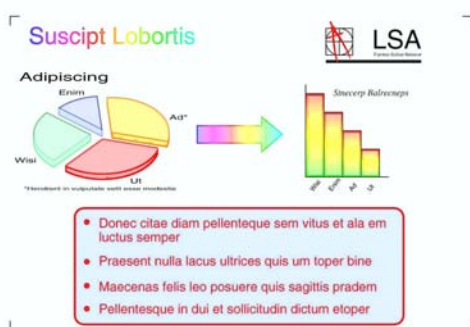 Suscipt Lobortis
LSA
Adipiscing
Enim
Ad*
Wisi
Ut
*Hendrerit in vulputate velit esse modestie
Sinecerp Balrecneps
Wisi
Enim
Ad
Ut
• Donec citae diam pellenteque sem vitus et ala em
luctus semper
• Praesent nulla lacus ultrices quis um toper bine
• Maecenas felis leo posuere quis sagittis pradem
• Pellentesque in dui et sollicitudin dictum etoper